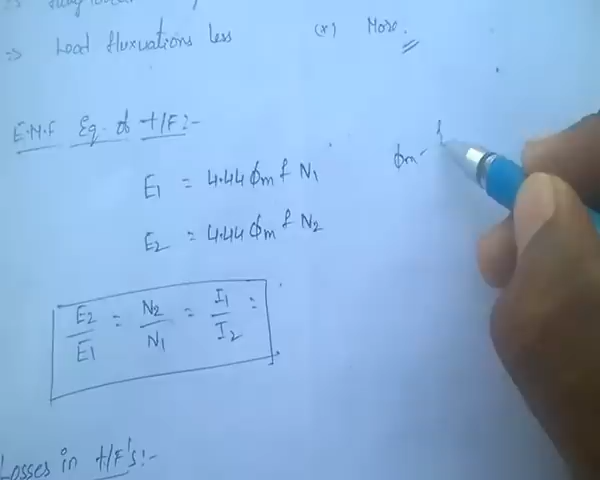 => Load fluxuations less (x) More.
E.M.F Eq. of t/F:-
E1 = 4.44 ϕm f N1
E2 = 4.44 ϕm f N2
ϕm -
E2/E1 = N2/N1 = I1/I2 =
Losses in t/F's:-